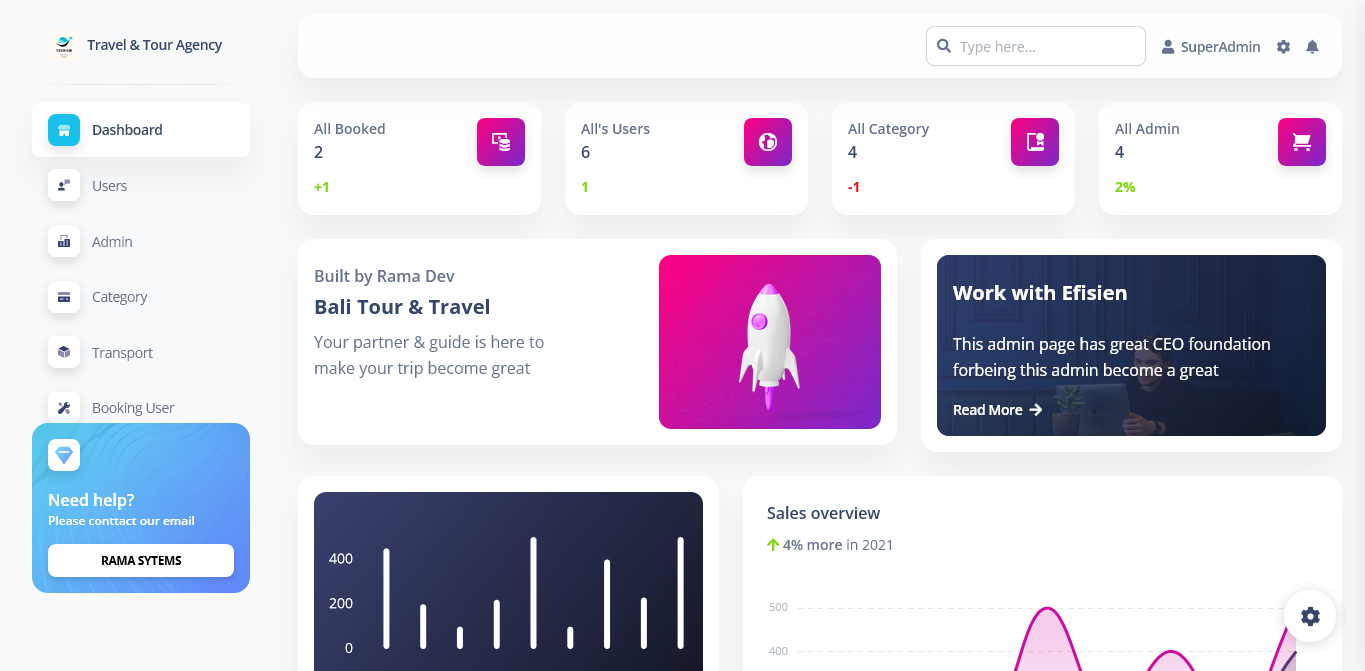 Travel & Tour Agency
Type here...
SuperAdmin
Dashboard
Users
Admin
Category
Transport
Booking User
Need help?
Please conttact our email
RAMA SYTEMS
All Booked
2
+1
All's Users
6
1
All Category
4
-1
All Admin
4
2%
Built by Rama Dev
Bali Tour & Travel
Your partner & guide is here to
make your trip become great
Work with Efisien
This admin page has great CEO foundation
forbeing this admin become a great
Read More
400
200
0
Sales overview
4% more in 2021
500
400